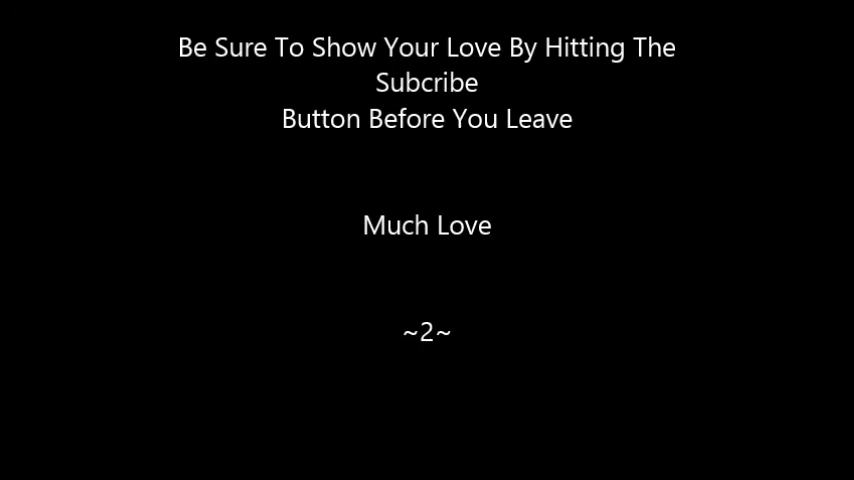 Be Sure To Show Your Love By Hitting The
Subcribe
Button Before You Leave
Much Love
~2~